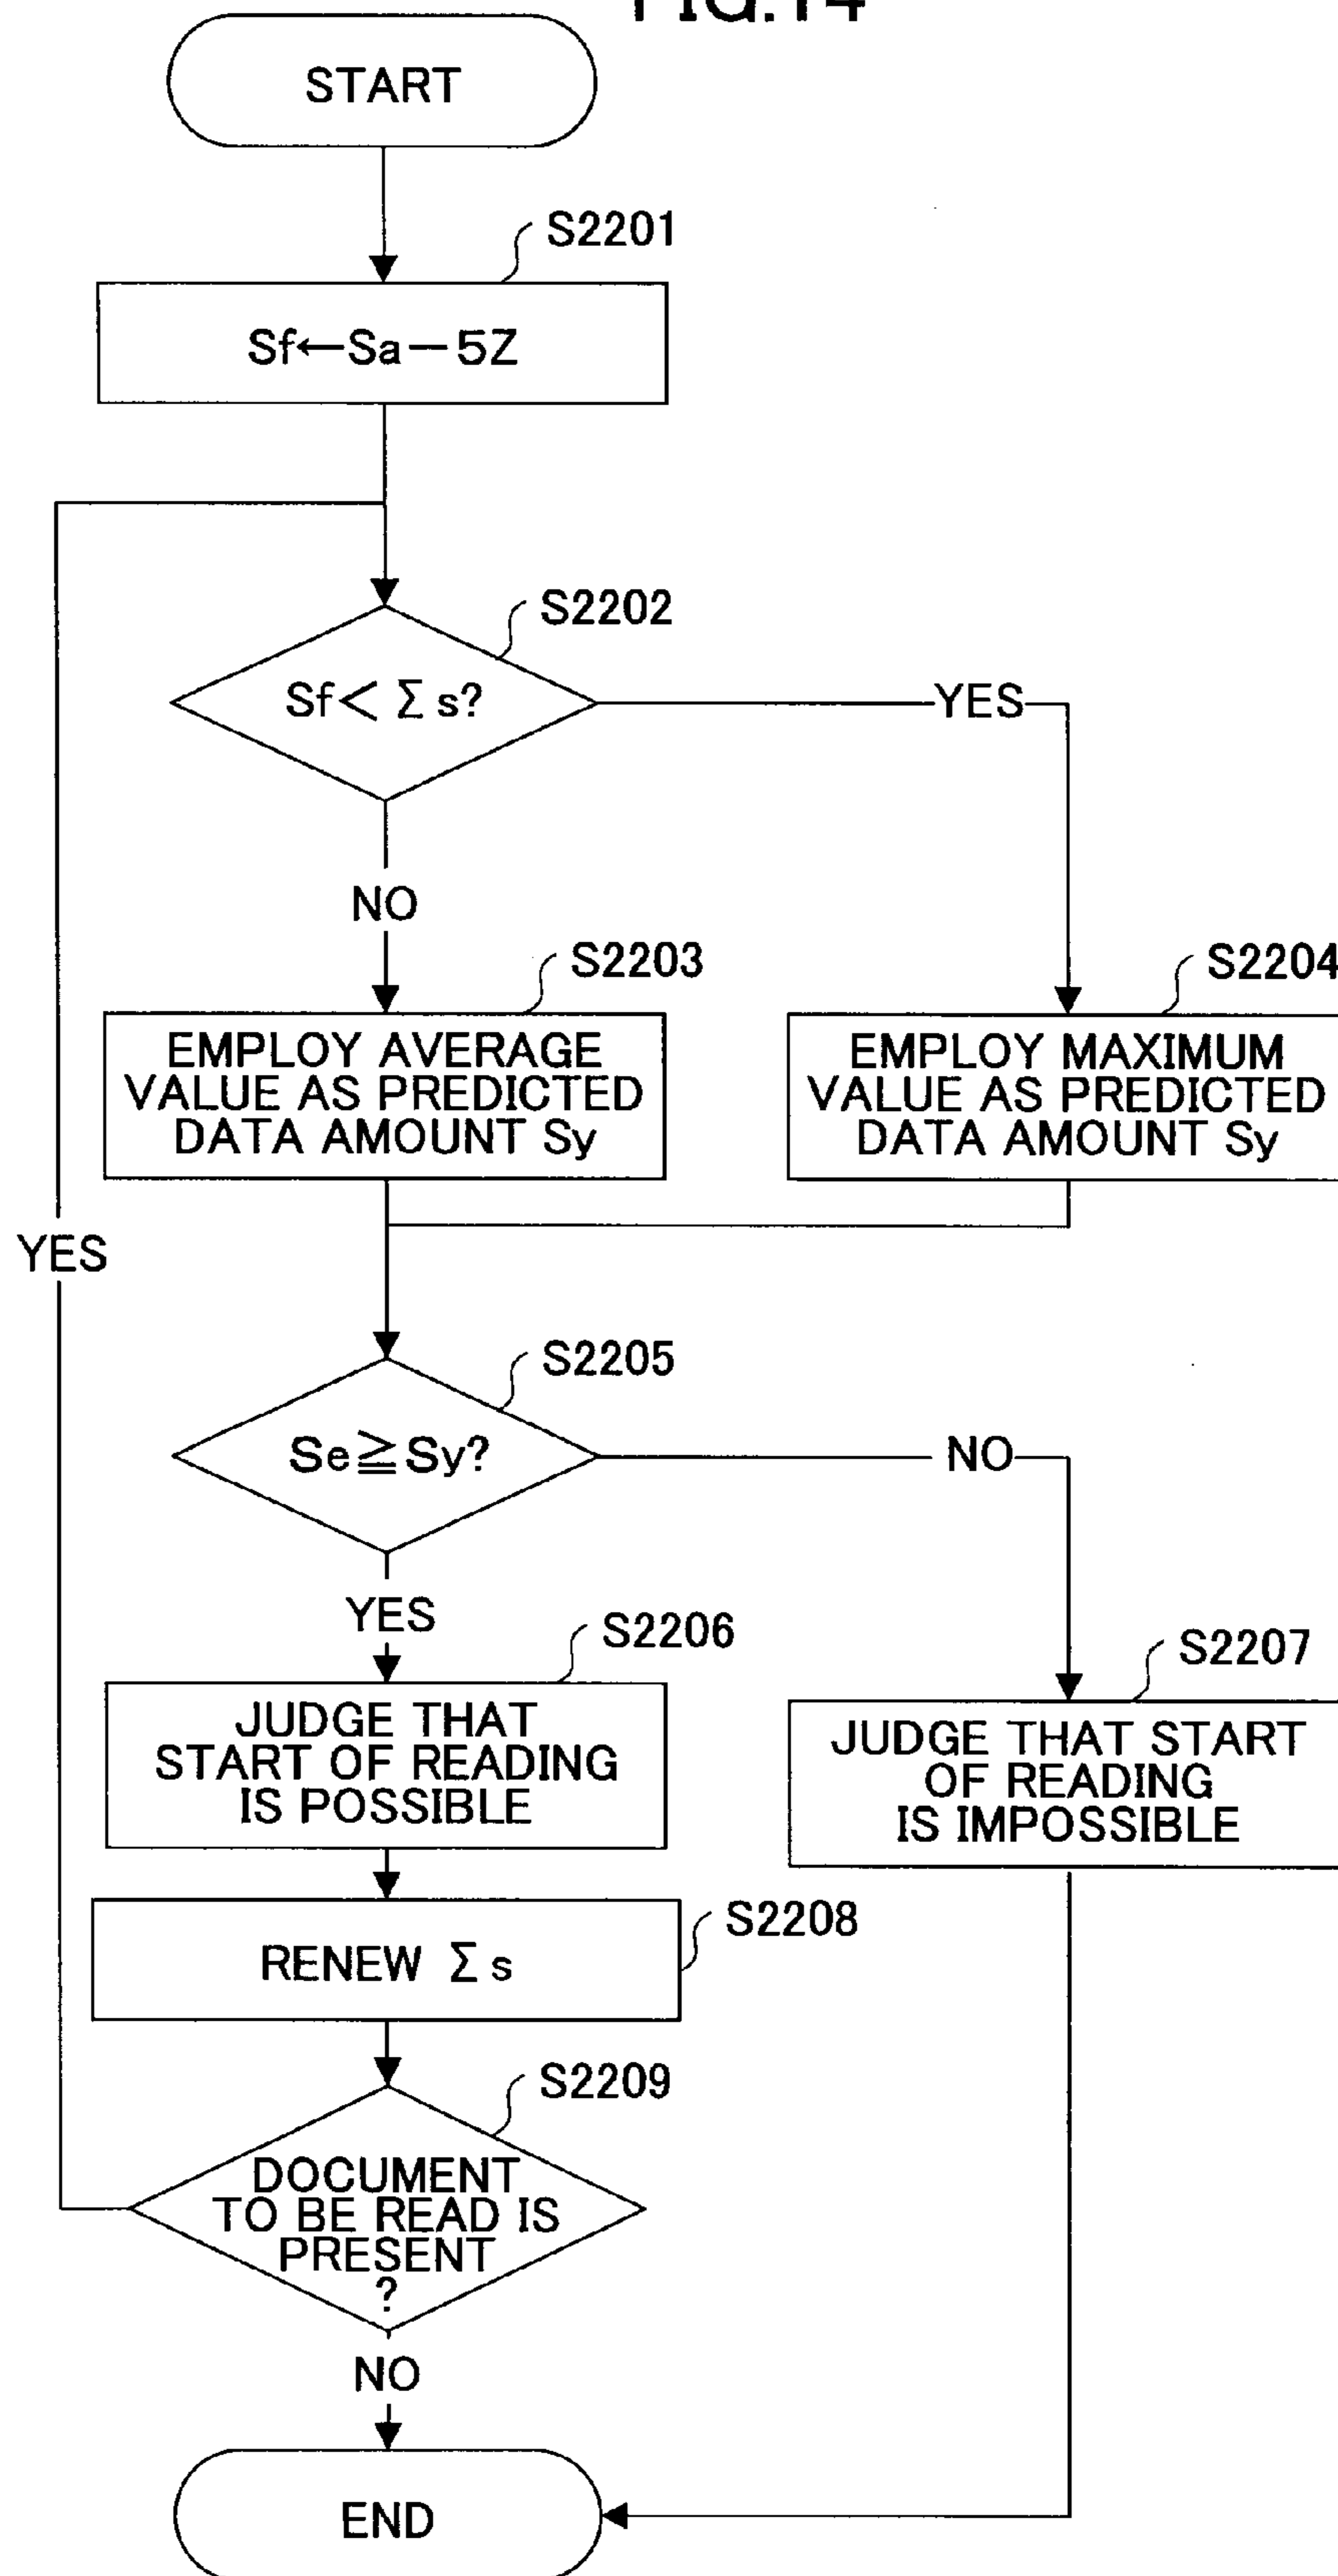 FIG.14
START
S2201
Sf←Sa－5Z
S2202
Sf＜Σs?
YES
NO
S2203
S2204
EMPLOY AVERAGE
VALUE AS PREDICTED
DATA AMOUNT Sy
EMPLOY MAXIMUM
VALUE AS PREDICTED
DATA AMOUNT Sy
YES
S2205
Se≧Sy?
NO
YES
S2206
S2207
JUDGE THAT
START OF READING
IS POSSIBLE
JUDGE THAT START
OF READING
IS IMPOSSIBLE
S2208
RENEW Σs
S2209
DOCUMENT
TO BE READ IS
PRESENT
?
NO
END